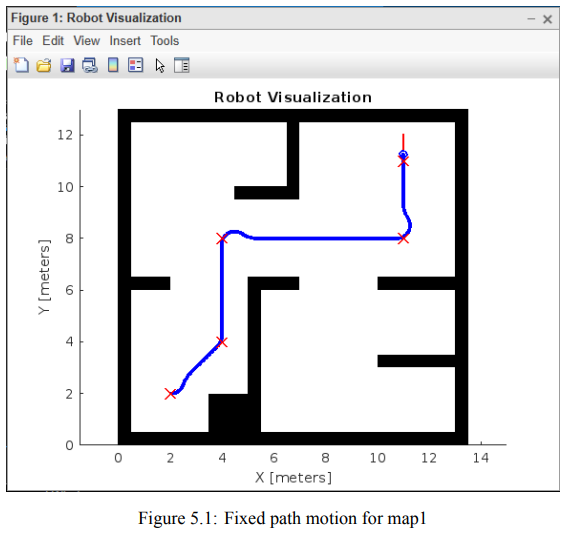 Figure 1: Robot Visualization
File Edit View Insert Tools
Robot Visualization
12
10
8
6
4
2
0
Y [meters]
0 2 4 6 8 10 12 14
X [meters]
Figure 5.1: Fixed path motion for map1